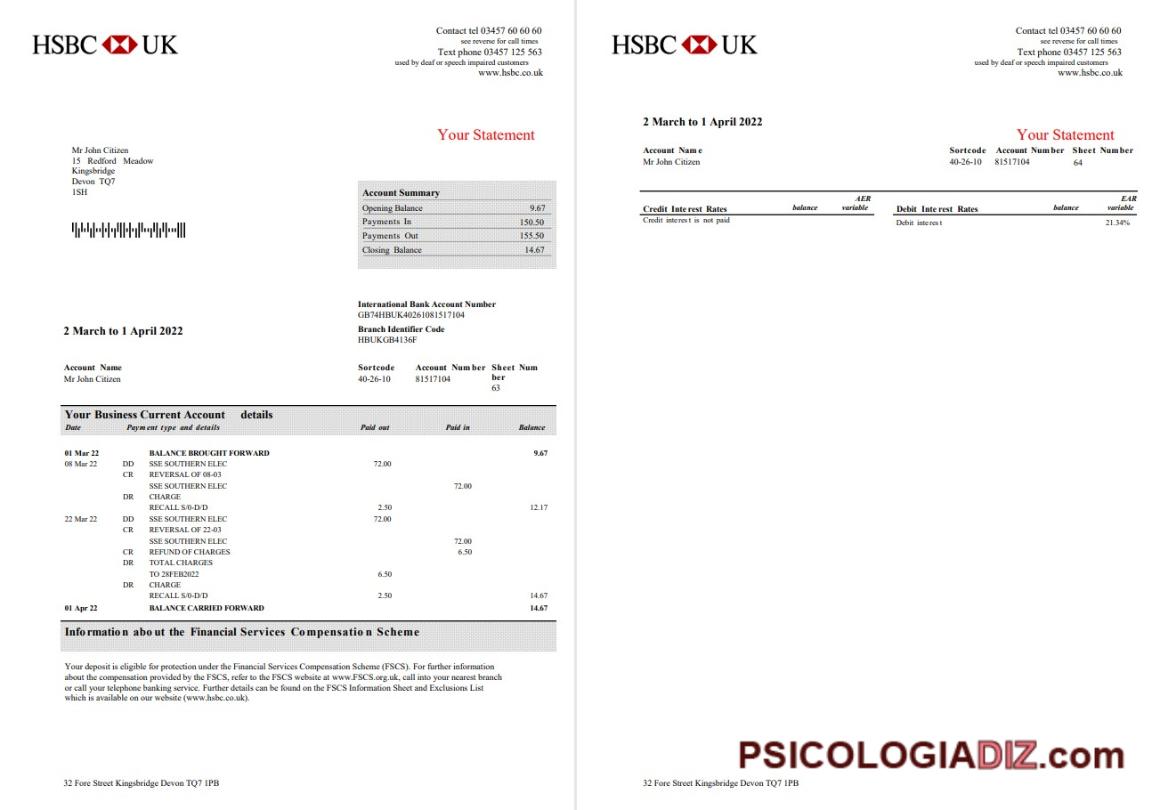 HSBC UK
Contact tel 03457 60 60 60
see reverse for call times
Text phone 03457 125 563
used by deaf or speech impaired customers
www.hsbc.co.uk
Your Statement
Mr John Citizen
15 Redford Meadow
Kingsbridge
Devon TQ7
1SH
Account Summary
Opening Balance 9.67
Payments In 150.50
Payments Out 155.50
Closing Balance 14.67
International Bank Account Number
GB74HBUK40261081517104
2 March to 1 April 2022
Branch Identifier Code
HBUKGB4136F
Account Name Sortcode Account Number Sheet Num
ber
Mr John Citizen 40-26-10 81517104
63
Your Business Current Account details
Date Payment type and details Paid out Paid in Balance
01 Mar 22 BALANCE BROUGHT FORWARD 9.67
08 Mar 22 DD SSE SOUTHERN ELEC 72.00
CR REVERSAL OF 08-03
SSE SOUTHERN ELEC 72.00
DR CHARGE
RECALL S/0-D/D 2.50 12.17
22 Mar 22 DD SSE SOUTHERN ELEC 72.00
CR REVERSAL OF 22-03
SSE SOUTHERN ELEC 72.00
CR REFUND OF CHARGES 6.50
DR TOTAL CHARGES
TO 28FEB2022 6.50
DR CHARGE
RECALL S/0-D/D 2.50 14.67
01 Apr 22 BALANCE CARRIED FORWARD 14.67
Information about the Financial Services Compensation Scheme
Your deposit is eligible for protection under the Financial Services Compensation Scheme (FSCS). For further information
about the compensation provided by the FSCS, refer to the FSCS website at www.FSCS.org.uk, call into your nearest branch
or call your telephone banking service. Further details can be found on the FSCS Information Sheet and Exclusions List
which is available on our website (www.hsbc.co.uk).
32 Fore Street Kingsbridge Devon TQ7 1PB
HSBC UK
Contact tel 03457 60 60 60
see reverse for call times
Text phone 03457 125 563
used by deaf or speech impaired customers
www.hsbc.co.uk
2 March to 1 April 2022
Your Statement
Account Name Sortcode Account Number Sheet Number
Mr John Citizen 40-26-10 81517104 64
AER
Credit Interest Rates balance variable
Credit interest is not paid
EAR
Debit Interest Rates balance variable
Debit interest 21.34%
PSICOLOGIADIZ.com
32 Fore Street Kingsbridge Devon TQ7 1PB